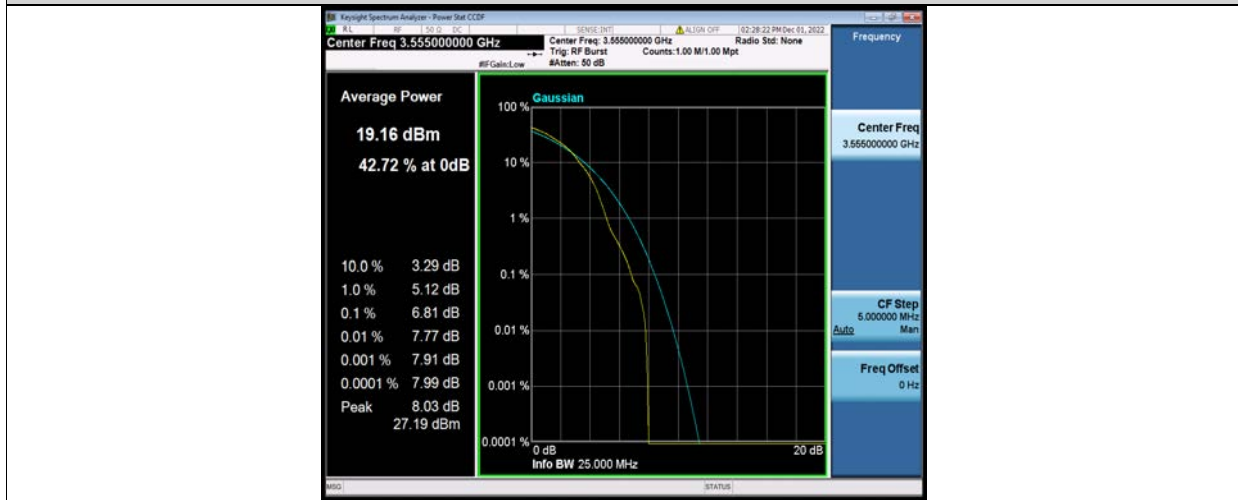 Keysight Spectrum Analyzer - Power Stat CCDF
RL RF 50 Ω DC SENSE:INT ALIGN OFF 02:28:22 PM Dec 01, 2022
Center Freq 3.555000000 GHz
Center Freq: 3.555000000 GHz Radio Std: None
Trig: RF Burst Counts:1.00 M/1.00 Mpt
#IFGain:Low #Atten: 50 dB
Frequency
Average Power
19.16 dBm
42.72 % at 0dB
10.0 % 3.29 dB
1.0 % 5.12 dB
0.1 % 6.81 dB
0.01 % 7.77 dB
0.001 % 7.91 dB
0.0001 % 7.99 dB
Peak 8.03 dB
27.19 dBm
Gaussian
100 %
10 %
1 %
0.1 %
0.01 %
0.001 %
0.0001 %
0 dB 20 dB
Info BW 25.000 MHz
Center Freq
3.555000000 GHz
CF Step
5.000000 MHz
Auto Man
Freq Offset
0 Hz
MSG STATUS